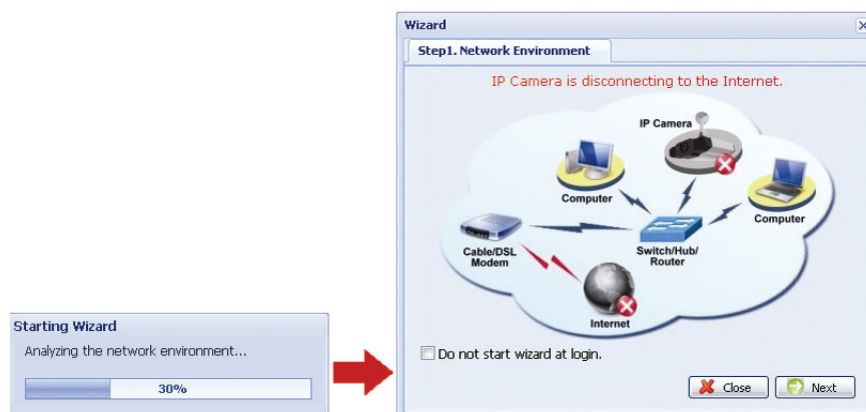 Starting Wizard
Analyzing the network environment...
30%
Wizard
Step1. Network Environment
IP Camera is disconnecting to the Internet.
IP Camera
Computer
Computer
Cable/DSL
Modem
Switch/Hub/
Router
Internet
Do not start wizard at login.
Close
Next